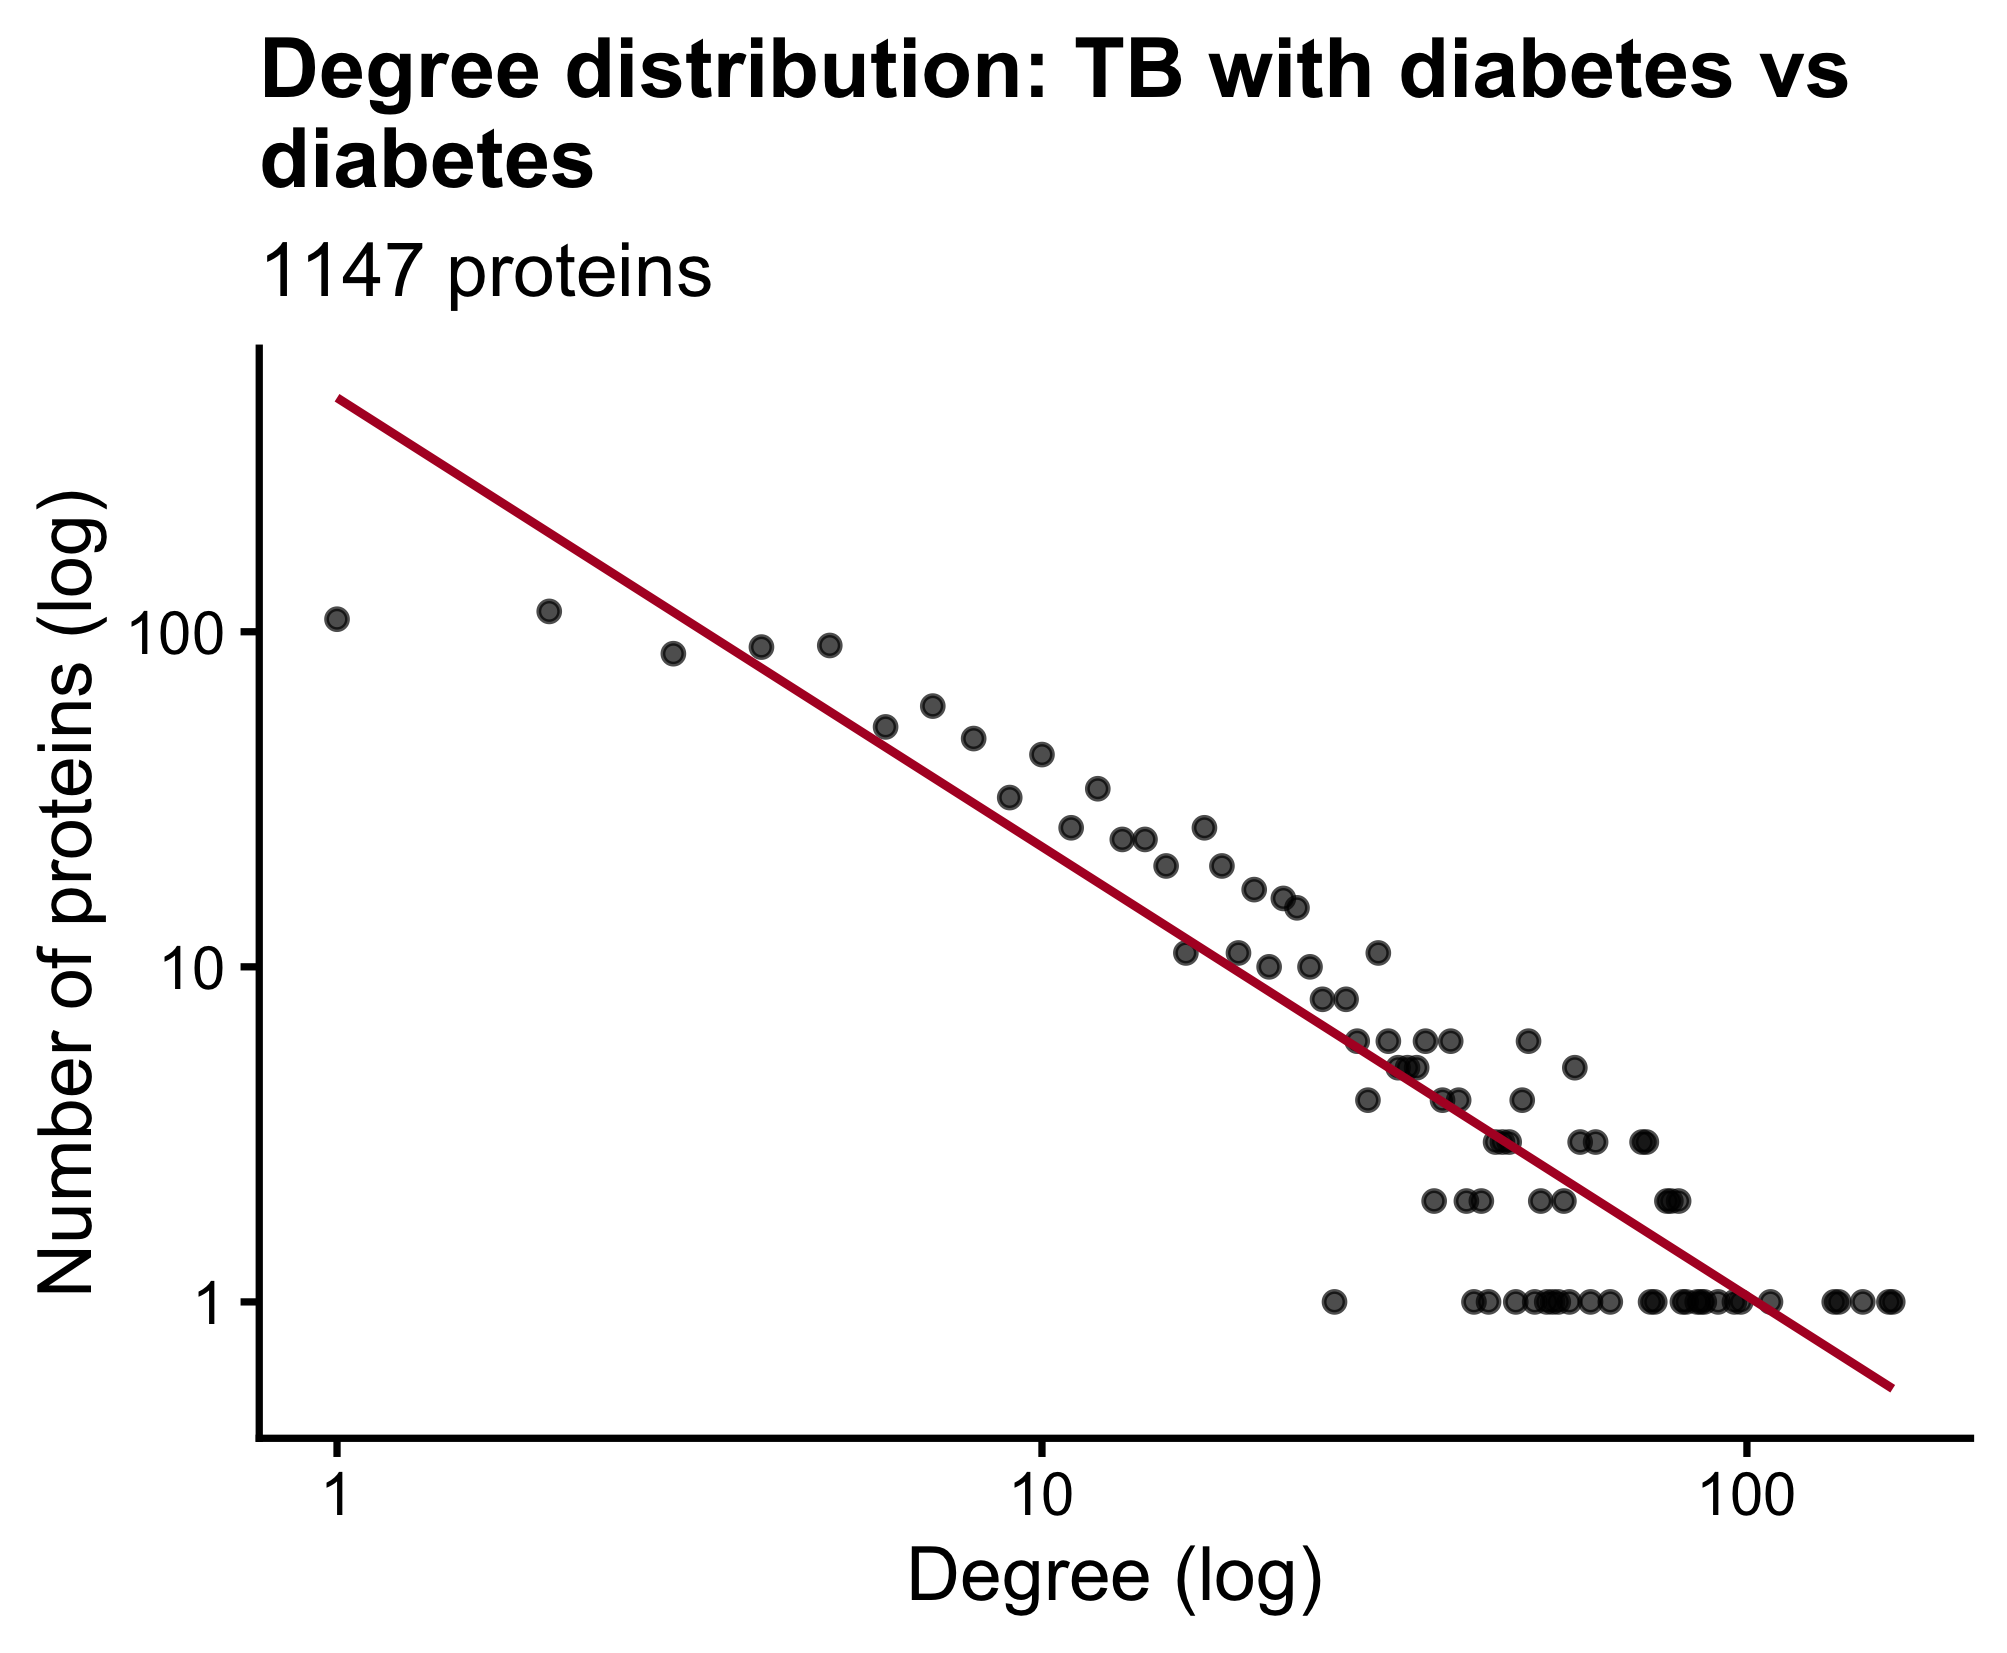 Degree distribution: TB with diabetes vs
diabetes
1147 proteins
Number of proteins (log)
100
10
1
1
10
100
Degree (log)